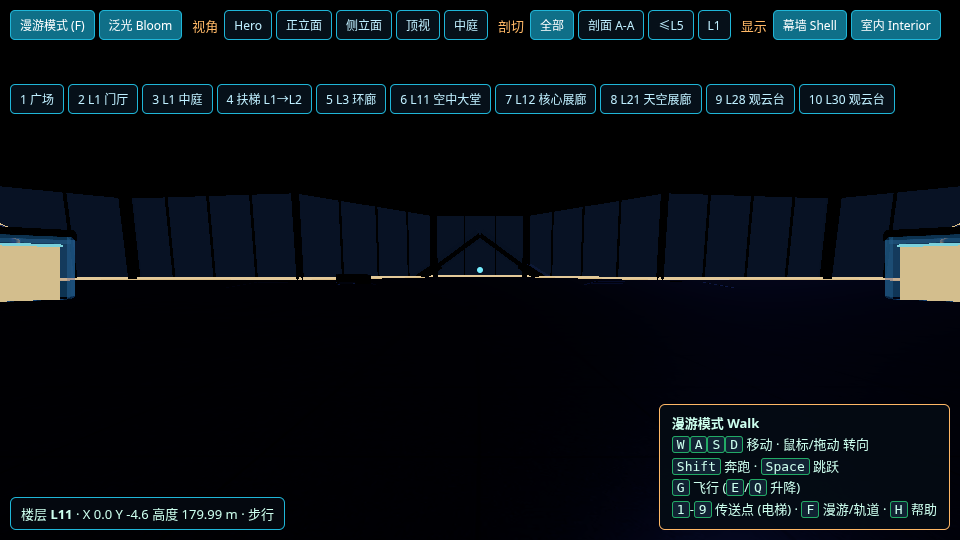 漫游模式 (F) 泛光 Bloom 视角 Hero 正立面 侧立面 顶视 中庭 剖切 全部 剖面 A-A ≤L5 L1 显示 幕墙 Shell 室内 Interior
1 广场 2 L1 门厅 3 L1 中庭 4 扶梯 L1→L2 5 L3 环廊 6 L11 空中大堂 7 L12 核心展廊 8 L21 天空展廊 9 L28 观云台 10 L30 观云台
漫游模式 Walk
W A S D 移动 · 鼠标/拖动 转向
Shift 奔跑 · Space 跳跃
G 飞行 (E/Q 升降)
1-9 传送点 (电梯) · F 漫游/轨道 · H 帮助
楼层 L11 · X 0.0 Y -4.6 高度 179.99 m · 步行